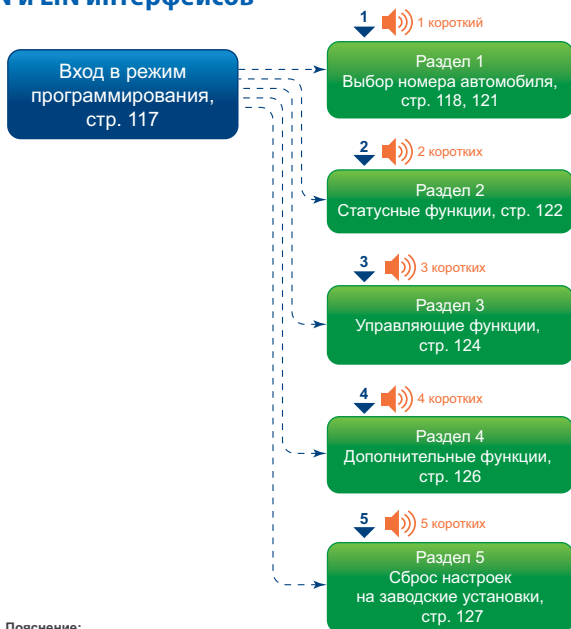 N и LIN интерфейсов
1 1 короткий
Вход в режим
программирования,
стр. 117
Раздел 1
Выбор номера автомобиля,
стр. 118, 121
2 2 коротких
Раздел 2
Статусные функции, стр. 122
3 3 коротких
Раздел 3
Управляющие функции,
стр. 124
4 4 коротких
Раздел 4
Дополнительные функции,
стр. 126
5 5 коротких
Раздел 5
Сброс настроек
на заводские установки,
стр. 127
Пояснение: